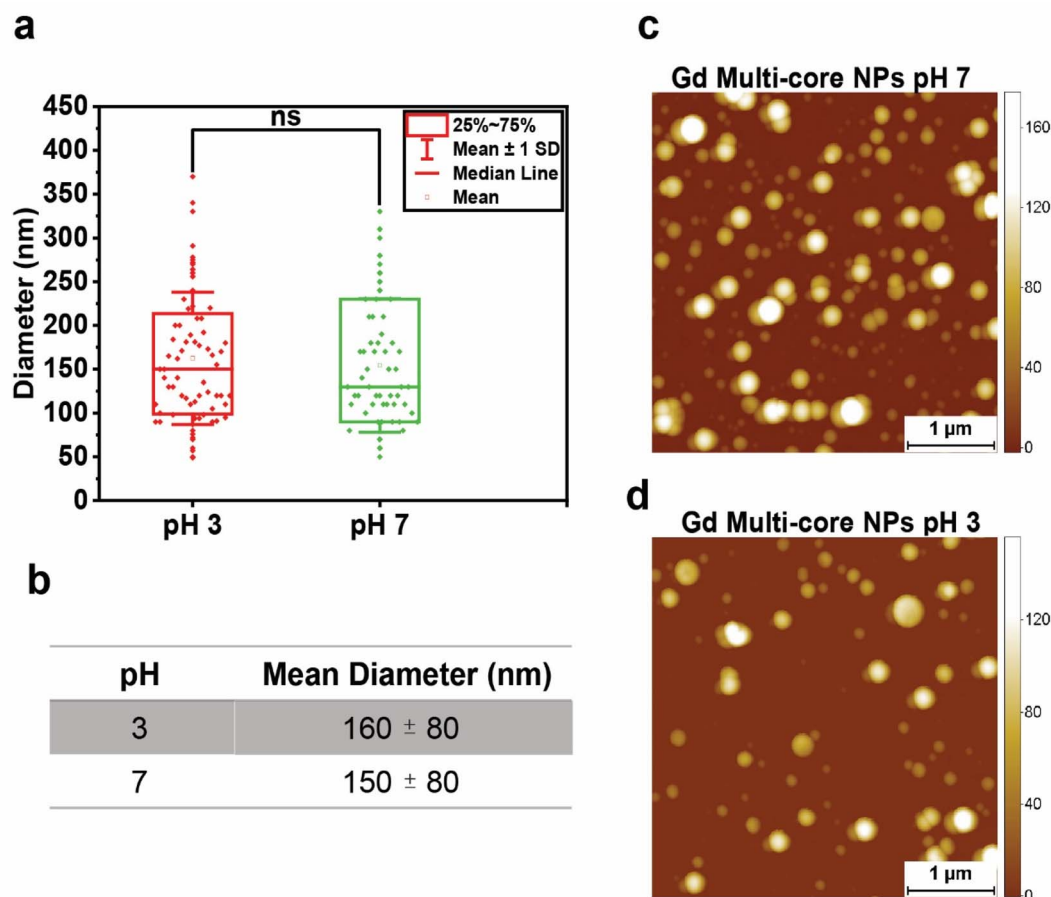 a
450
400
350
300
250
200
150
100
50
0
Diameter (nm)
ns
25%~75%
Mean ± 1 SD
Median Line
Mean
pH 3
pH 7
b
pH Mean Diameter (nm)
3 160 ± 80
7 150 ± 80
c
Gd Multi-core NPs pH 7
160
120
80
40
0
1 µm
d
Gd Multi-core NPs pH 3
120
80
40
0
1 µm